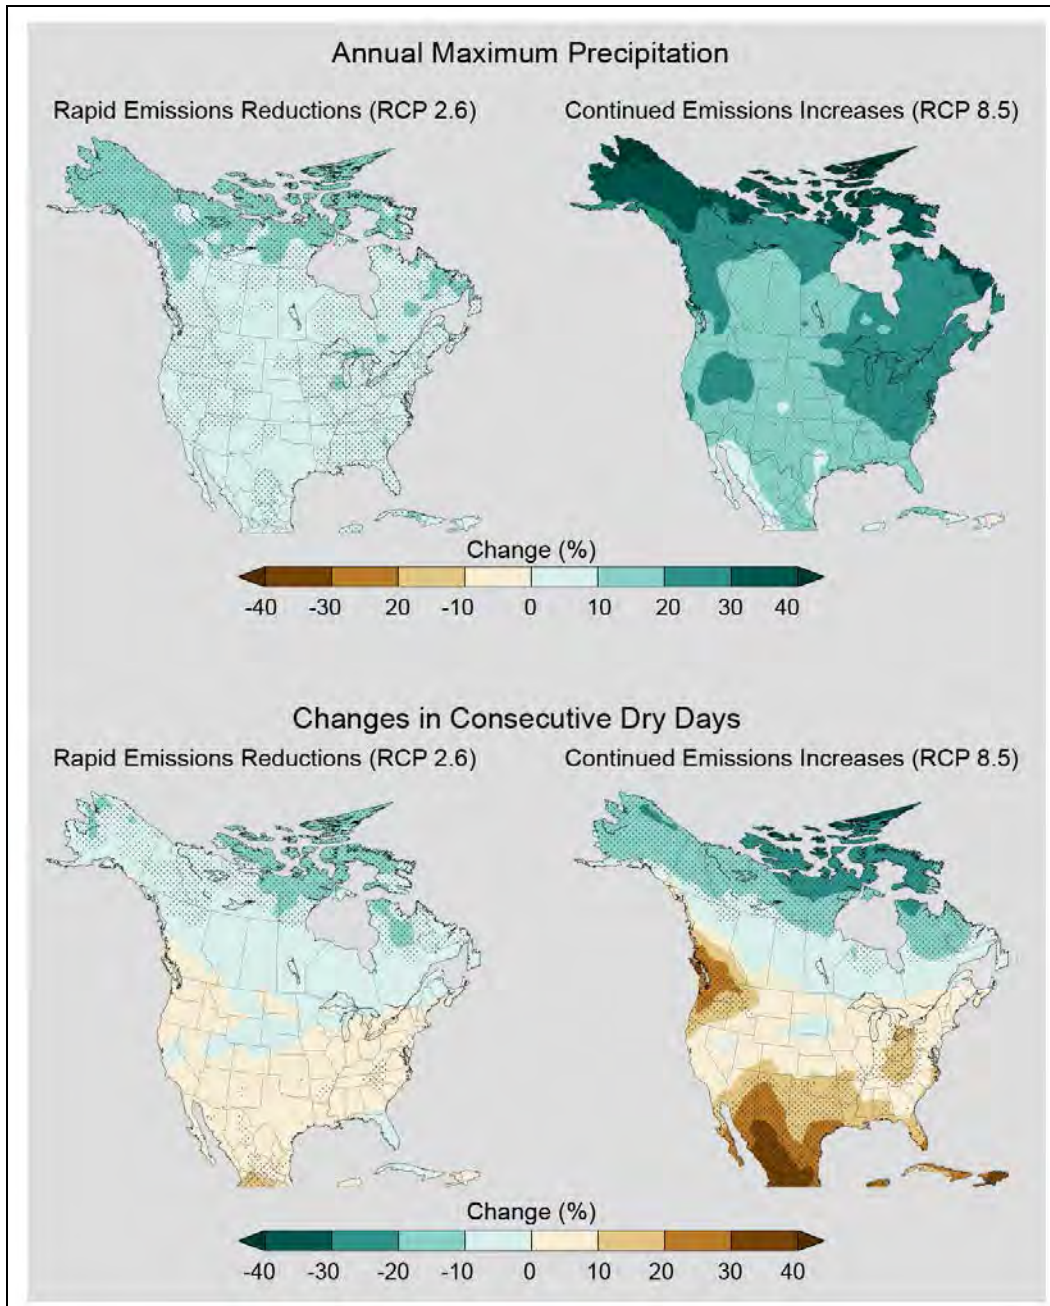 Annual Maximum Precipitation
Rapid Emissions Reductions (RCP 2.6) Continued Emissions Increases (RCP 8.5)
Change (%)
-40 -30 20 -10 0 10 20 30 40
Changes in Consecutive Dry Days
Rapid Emissions Reductions (RCP 2.6) Continued Emissions Increases (RCP 8.5)
Change (%)
-40 -30 -20 -10 0 10 20 30 40